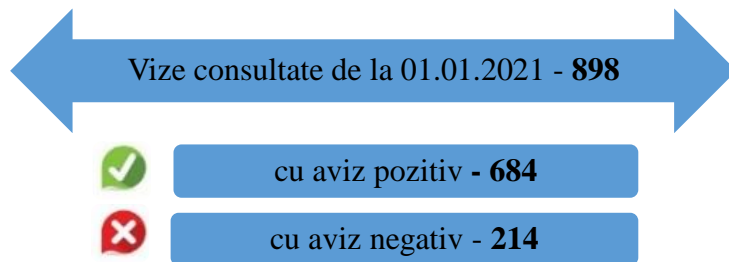 Vize consultate de la 01.01.2021 - 898
cu aviz pozitiv - 684
cu aviz negativ - 214